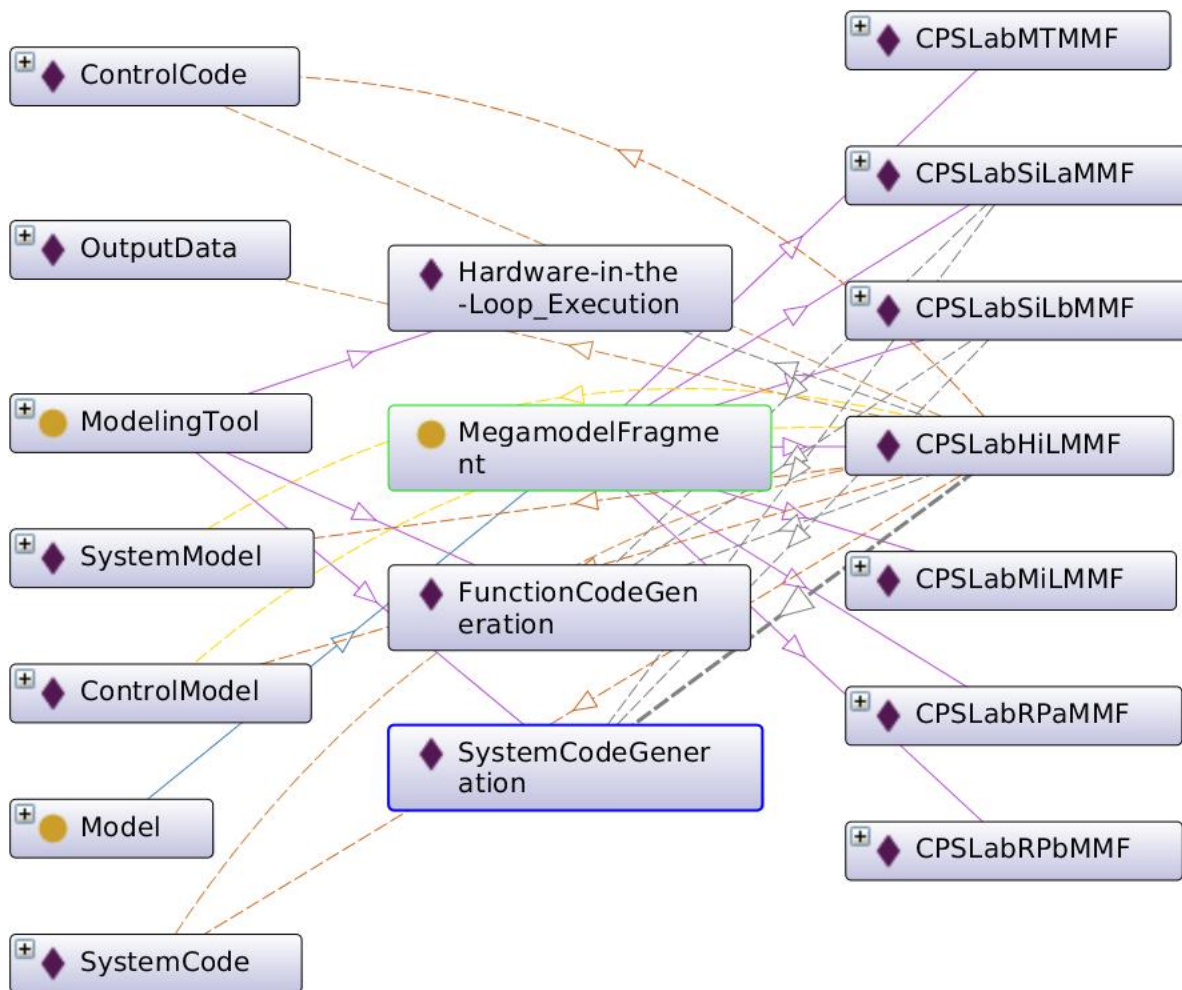 ControlCode
OutputData
ModelingTool
SystemModel
ControlModel
Model
SystemCode
Hardware-in-the
-Loop_Execution
MegamodelFragme
nt
FunctionCodeGen
eration
SystemCodeGener
ation
CPSLabMTMMF
CPSLabSiLaMMF
CPSLabSiLbMMF
CPSLabHiLMMF
CPSLabMiLMMF
CPSLabRPaMMF
CPSLabRPbMMF